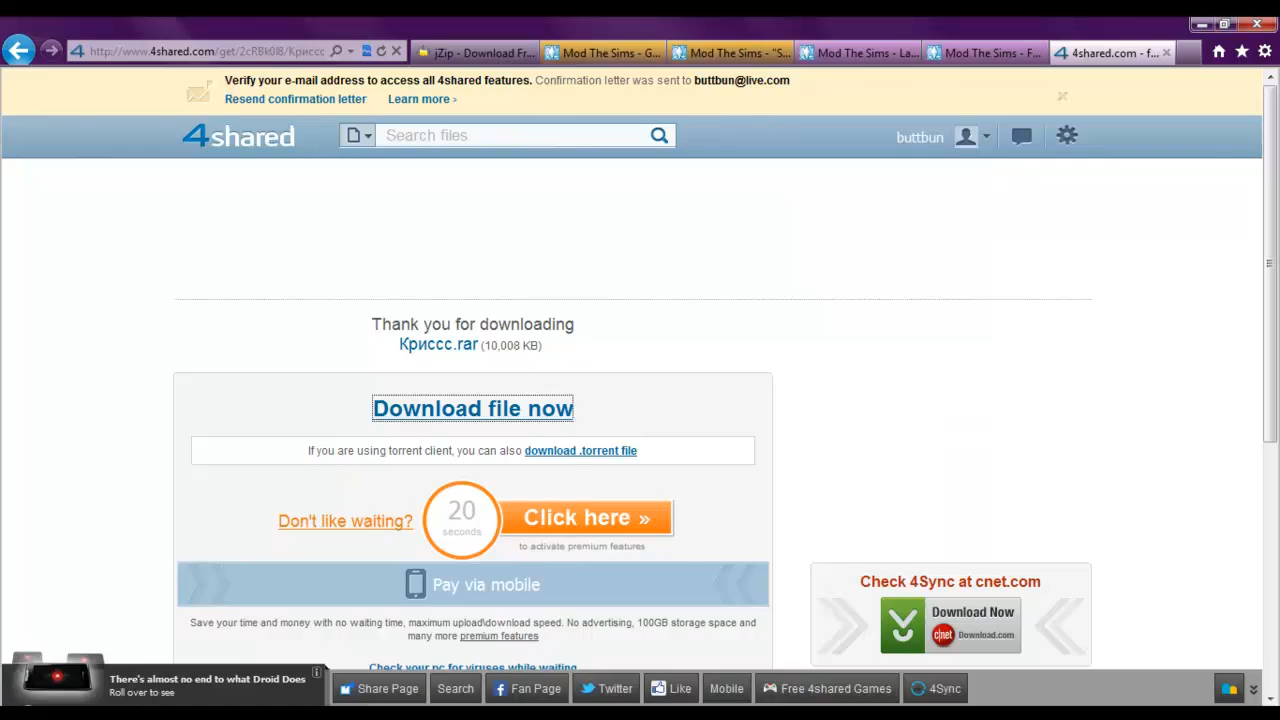 http://www.4shared.com/get/2cRBk0l8/Крисcс
jZip - Download Fr...
Mod The Sims - G...
Mod The Sims - "S...
Mod The Sims - La...
Mod The Sims - F...
4shared.com - f...
Verify your e-mail address to access all 4shared features. Confirmation letter was sent to buttbun@live.com
Resend confirmation letter Learn more >
4shared
Search files
buttbun
Thank you for downloading
Криссс.rar (10,008 KB)
Download file now
If you are using torrent client, you can also download .torrent file
Don't like waiting?
20
seconds
Click here »
to activate premium features
Pay via mobile
Save your time and money with no waiting time, maximum upload\download speed. No advertising, 100GB storage space and
many more premium features
Check your pc for viruses while waiting
Check 4Sync at cnet.com
Download Now
c|net Download.com
There's almost no end to what Droid Does
Roll over to see
Share Page
Search
Fan Page
Twitter
Like
Mobile
Free 4shared Games
4Sync